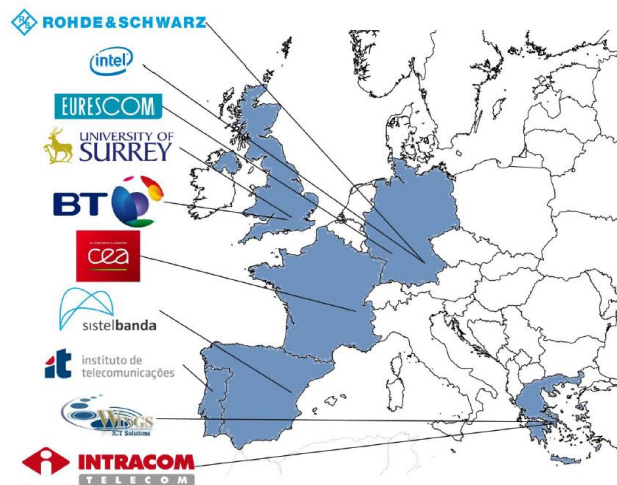 ROHDE & SCHWARZ
intel
EURESCOM
UNIVERSITY OF
SURREY
BT
cea
sistelbanda
instituto de
telecomunicações
WINGS
ICT Solutions
INTRACOM
TELECOM